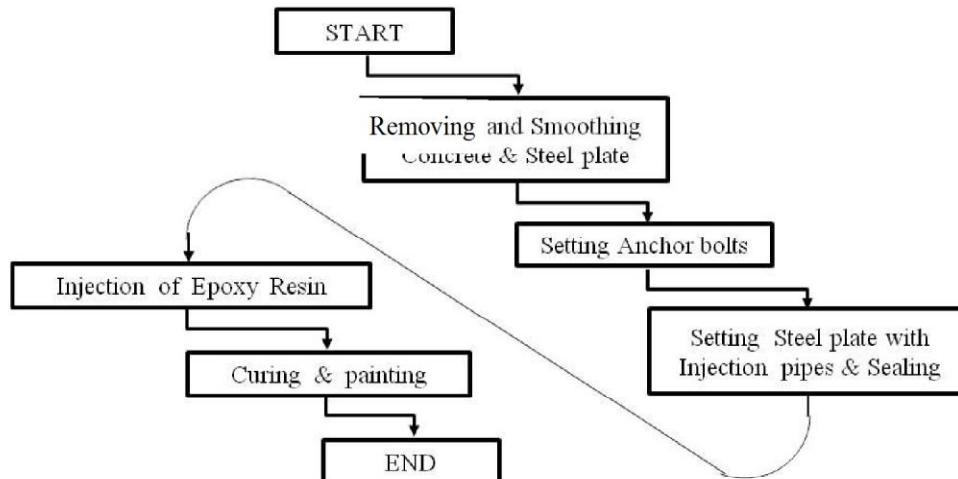 START
Removing and Smoothing
Concrete & Steel plate
Setting Anchor bolts
Setting Steel plate with
Injection pipes & Sealing
Injection of Epoxy Resin
Curing & painting
END